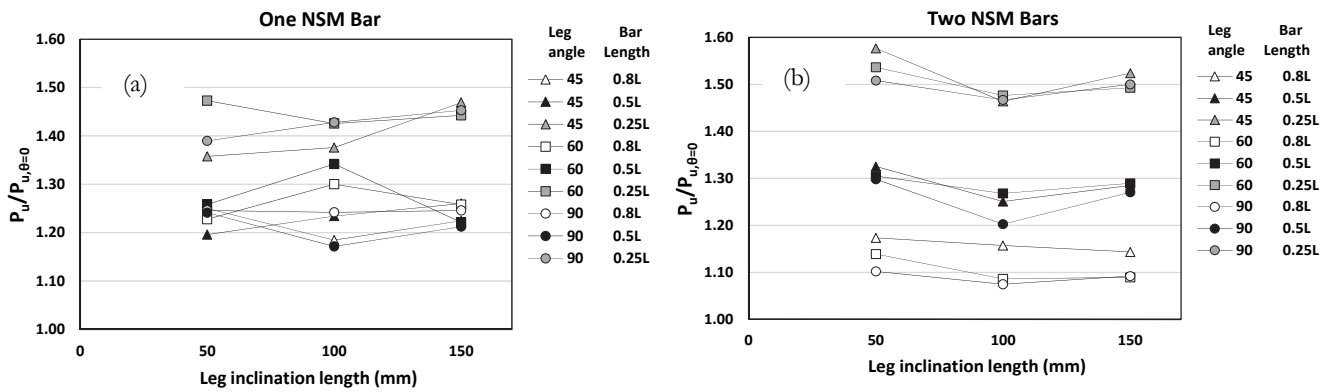 One NSM Bar
(a)
P_u/P_{u,θ=0}
1.60
1.50
1.40
1.30
1.20
1.10
1.00
0 50 100 150
Leg inclination length (mm)
Leg angle Bar Length
45 0.8L
45 0.5L
45 0.25L
60 0.8L
60 0.5L
60 0.25L
90 0.8L
90 0.5L
90 0.25L
Two NSM Bars
(b)
P_u/P_{u,θ=0}
1.60
1.50
1.40
1.30
1.20
1.10
1.00
0 50 100 150
Leg inclination length (mm)
Leg angle Bar Length
45 0.8L
45 0.5L
45 0.25L
60 0.8L
60 0.5L
60 0.25L
90 0.8L
90 0.5L
90 0.25L